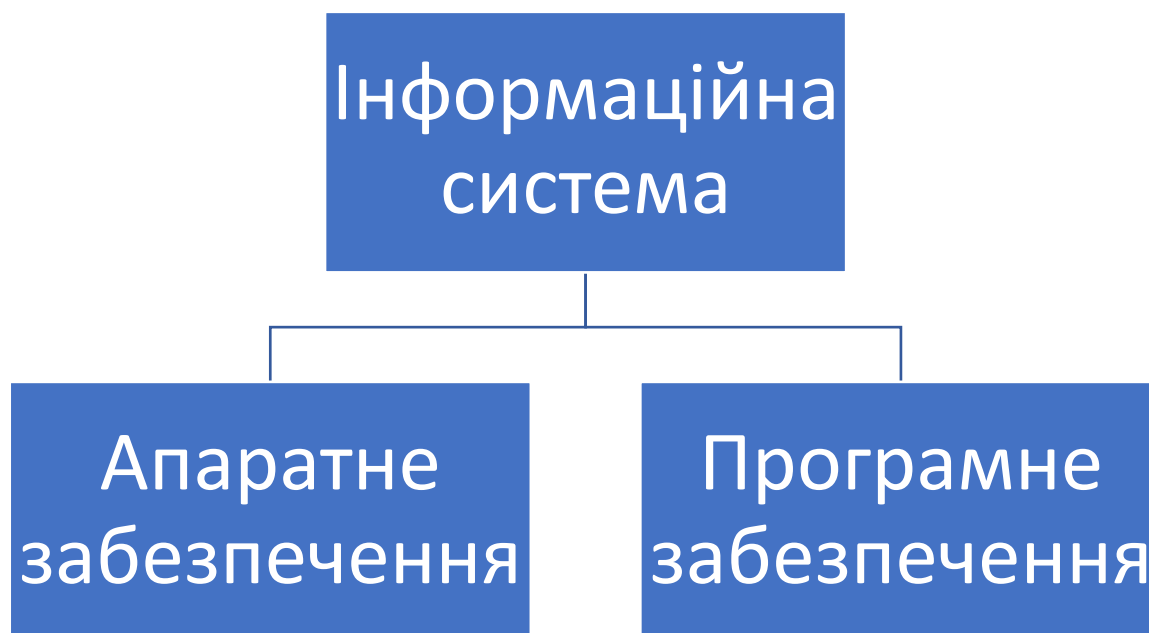 Інформаційна
система
Апаратне
забезпечення
Програмне
забезпечення